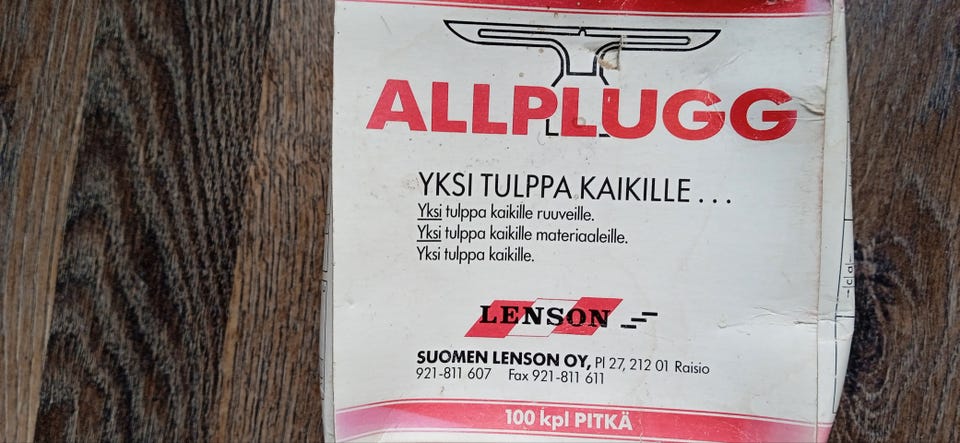 ALLPLUGG
YKSI TULPPA KAIKILLE...
Yksi tulppa kaikille ruuveille.
Yksi tulppa kaikille materiaaleille.
Yksi tulppa kaikille.
LENSON
SUOMEN LENSON OY, Pl 27, 212 01 Raisio
921-811 607 Fax 921-811 611
100 kpl PITKÄ